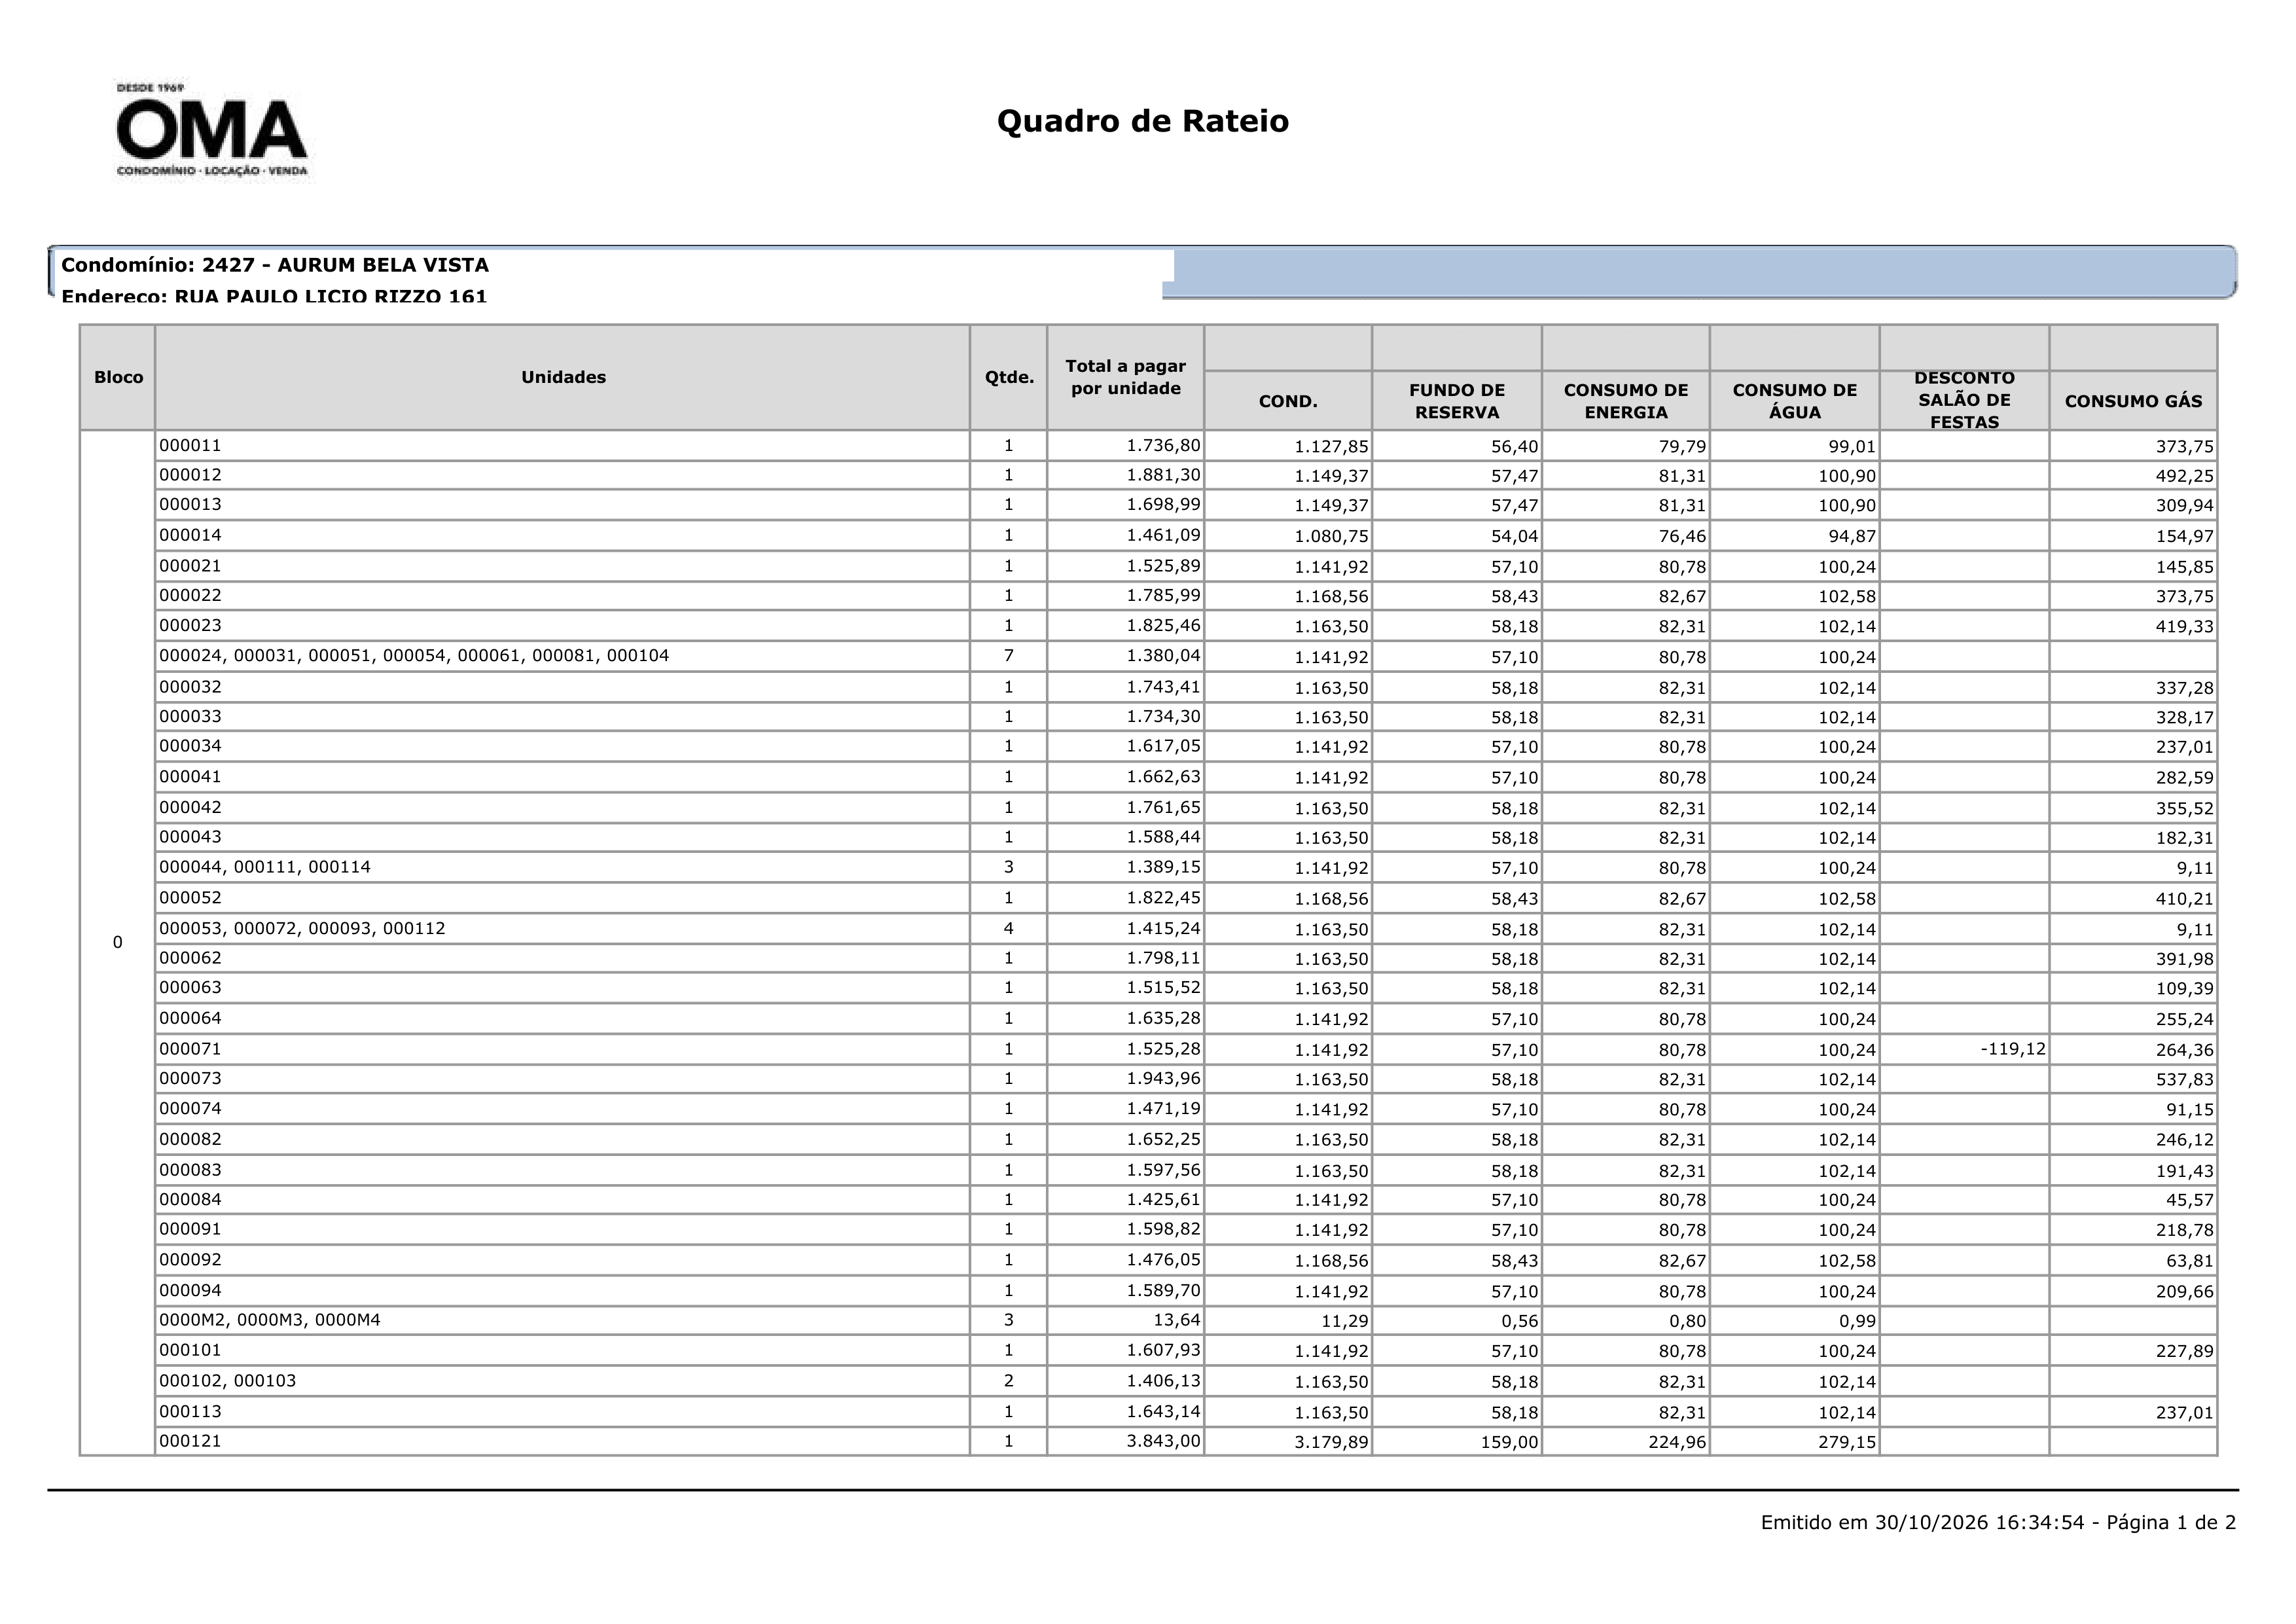 DESDE 1969
OMA
CONDOMÍNIO · LOCAÇÃO · VENDA
Quadro de Rateio
Condomínio: 2427 - AURUM BELA VISTA
Endereço: RUA PAULO LICIO RIZZO 161
Bloco Unidades Qtde. Total a pagar por unidade COND. FUNDO DE RESERVA CONSUMO DE ENERGIA CONSUMO DE ÁGUA DESCONTO SALÃO DE FESTAS CONSUMO GÁS
0
000011 1 1.736,80 1.127,85 56,40 79,79 99,01 373,75
000012 1 1.881,30 1.149,37 57,47 81,31 100,90 492,25
000013 1 1.698,99 1.149,37 57,47 81,31 100,90 309,94
000014 1 1.461,09 1.080,75 54,04 76,46 94,87 154,97
000021 1 1.525,89 1.141,92 57,10 80,78 100,24 145,85
000022 1 1.785,99 1.168,56 58,43 82,67 102,58 373,75
000023 1 1.825,46 1.163,50 58,18 82,31 102,14 419,33
000024, 000031, 000051, 000054, 000061, 000081, 000104 7 1.380,04 1.141,92 57,10 80,78 100,24
000032 1 1.743,41 1.163,50 58,18 82,31 102,14 337,28
000033 1 1.734,30 1.163,50 58,18 82,31 102,14 328,17
000034 1 1.617,05 1.141,92 57,10 80,78 100,24 237,01
000041 1 1.662,63 1.141,92 57,10 80,78 100,24 282,59
000042 1 1.761,65 1.163,50 58,18 82,31 102,14 355,52
000043 1 1.588,44 1.163,50 58,18 82,31 102,14 182,31
000044, 000111, 000114 3 1.389,15 1.141,92 57,10 80,78 100,24 9,11
000052 1 1.822,45 1.168,56 58,43 82,67 102,58 410,21
000053, 000072, 000093, 000112 4 1.415,24 1.163,50 58,18 82,31 102,14 9,11
000062 1 1.798,11 1.163,50 58,18 82,31 102,14 391,98
000063 1 1.515,52 1.163,50 58,18 82,31 102,14 109,39
000064 1 1.635,28 1.141,92 57,10 80,78 100,24 255,24
000071 1 1.525,28 1.141,92 57,10 80,78 100,24 -119,12 264,36
000073 1 1.943,96 1.163,50 58,18 82,31 102,14 537,83
000074 1 1.471,19 1.141,92 57,10 80,78 100,24 91,15
000082 1 1.652,25 1.163,50 58,18 82,31 102,14 246,12
000083 1 1.597,56 1.163,50 58,18 82,31 102,14 191,43
000084 1 1.425,61 1.141,92 57,10 80,78 100,24 45,57
000091 1 1.598,82 1.141,92 57,10 80,78 100,24 218,78
000092 1 1.476,05 1.168,56 58,43 82,67 102,58 63,81
000094 1 1.589,70 1.141,92 57,10 80,78 100,24 209,66
0000M2, 0000M3, 0000M4 3 13,64 11,29 0,56 0,80 0,99
000101 1 1.607,93 1.141,92 57,10 80,78 100,24 227,89
000102, 000103 2 1.406,13 1.163,50 58,18 82,31 102,14
000113 1 1.643,14 1.163,50 58,18 82,31 102,14 237,01
000121 1 3.843,00 3.179,89 159,00 224,96 279,15
Emitido em 30/10/2026 16:34:54 - Página 1 de 2